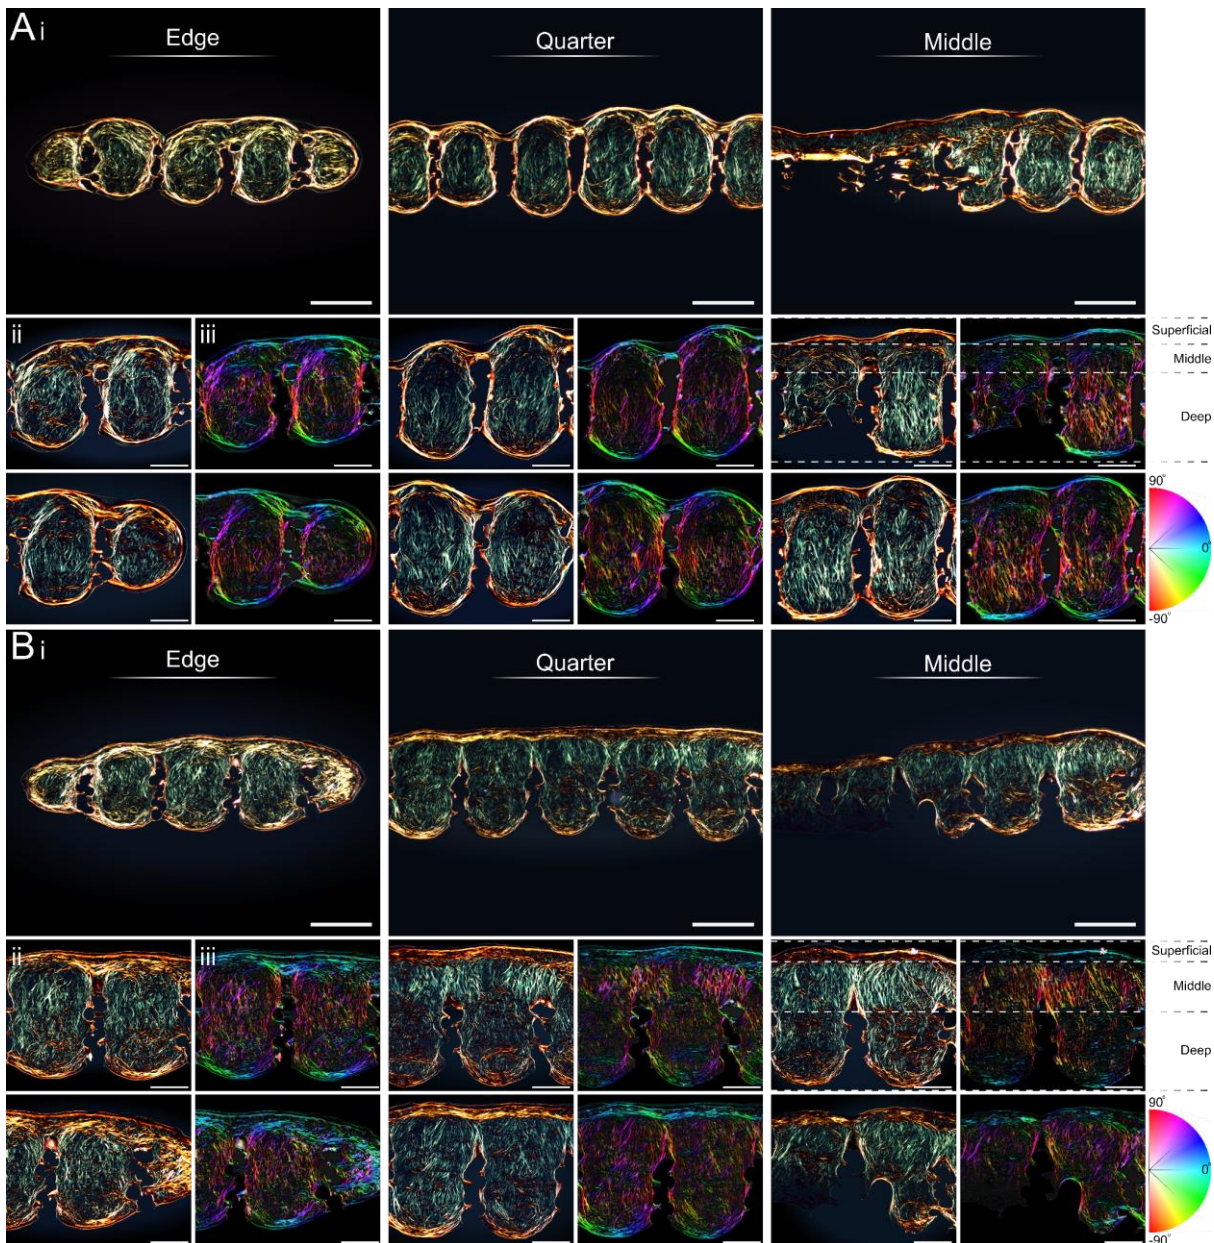 A i
Edge
Quarter
Middle
ii
iii
Superficial
Middle
Deep
90°
0°
-90°
B i
Edge
Quarter
Middle
ii
iii
Superficial
Middle
Deep
90°
0°
-90°